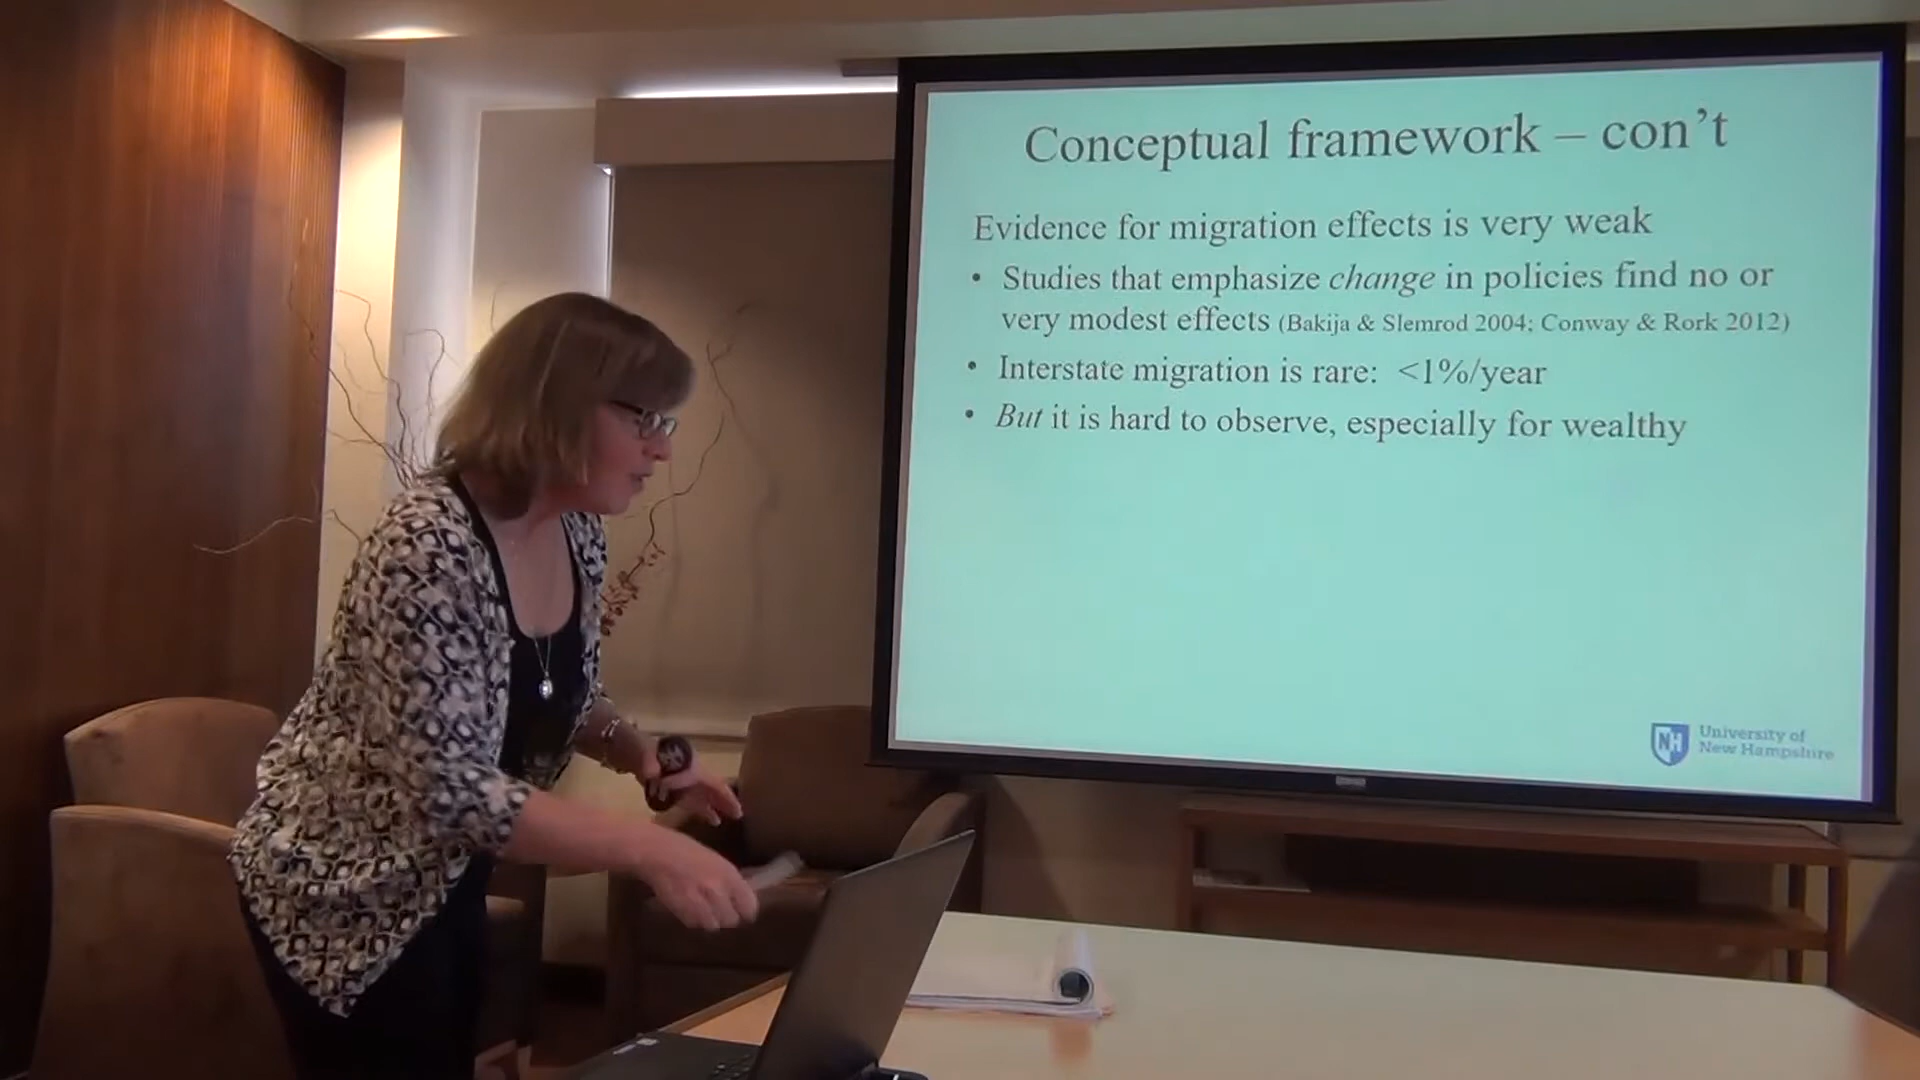 Conceptual framework – con’t
Evidence for migration effects is very weak
• Studies that emphasize change in policies find no or
very modest effects (Bakija & Slemrod 2004; Conway & Rork 2012)
• Interstate migration is rare: <1%/year
• But it is hard to observe, especially for wealthy
NH
University of
New Hampshire